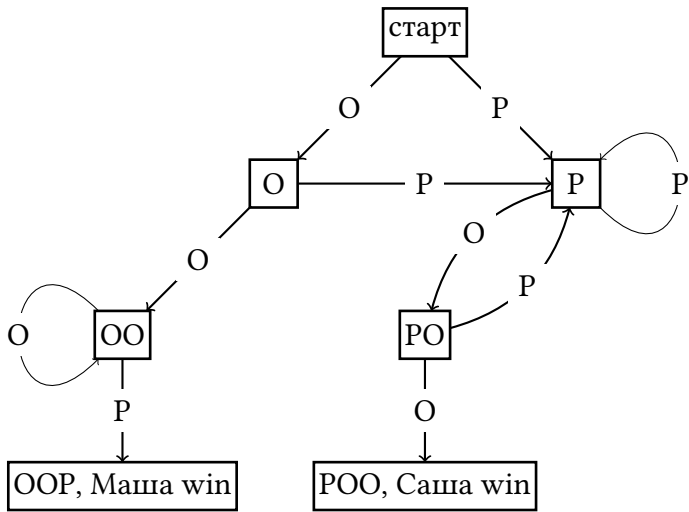 старт
О
Р
О
Р
Р
Р
О
О
Р
О
ОО
РО
Р
О
ООР, Маша win
РОО, Саша win